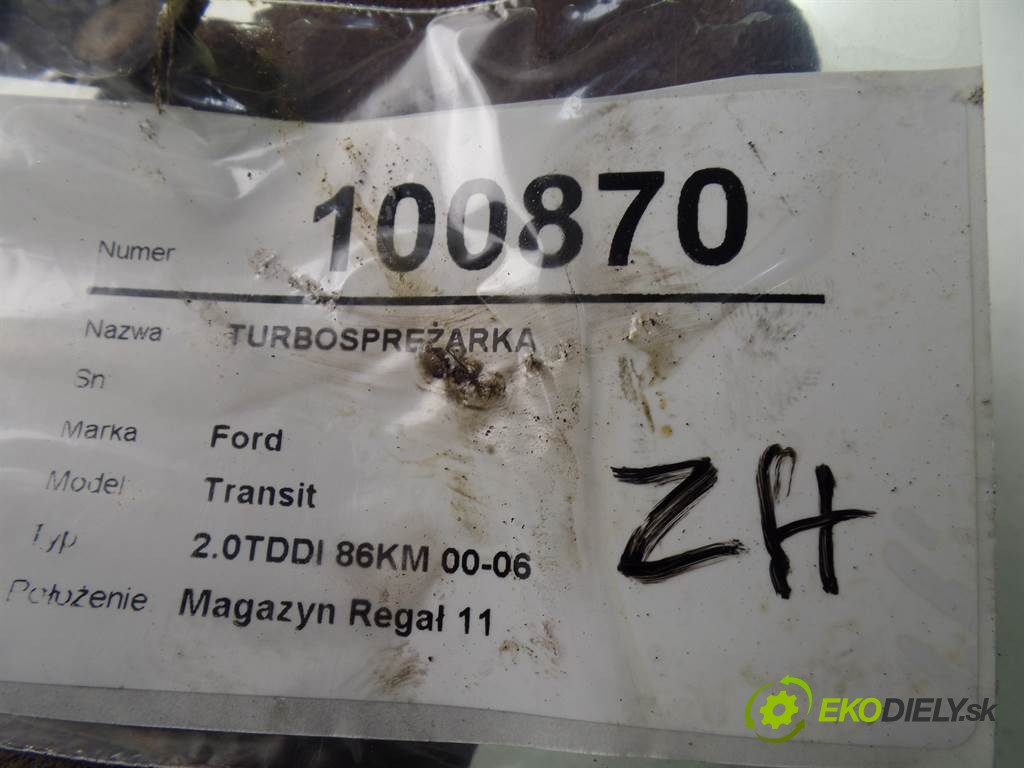 Numer 100870
Nazwa TURBOSPRĘŻARKA
Sn
Marka Ford
Model Transit
Typ 2.0TDDI 86KM 00-06
Położenie Magazyn Regał 11
ZH
EKODIELY.sk